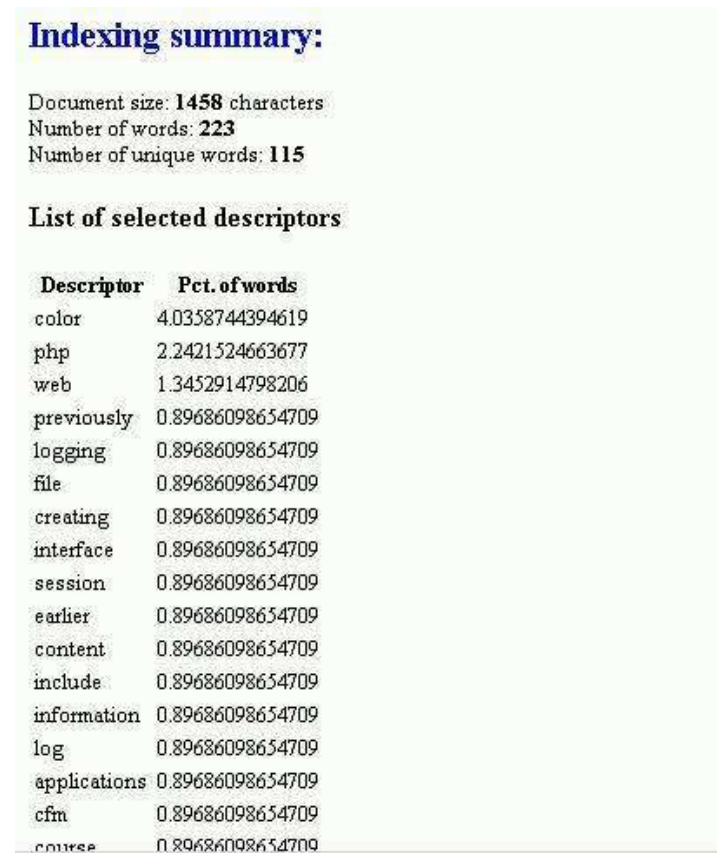 Indexing summary:
Document size: 1458 characters
Number of words: 223
Number of unique words: 115
List of selected descriptors
Descriptor Pct. of words
color 4.0358744394619
php 2.2421524663677
web 1.3452914798206
previously 0.89686098654709
logging 0.89686098654709
file 0.89686098654709
creating 0.89686098654709
interface 0.89686098654709
session 0.89686098654709
earlier 0.89686098654709
content 0.89686098654709
include 0.89686098654709
information 0.89686098654709
log 0.89686098654709
applications 0.89686098654709
cfm 0.89686098654709
course 0.89686098654709